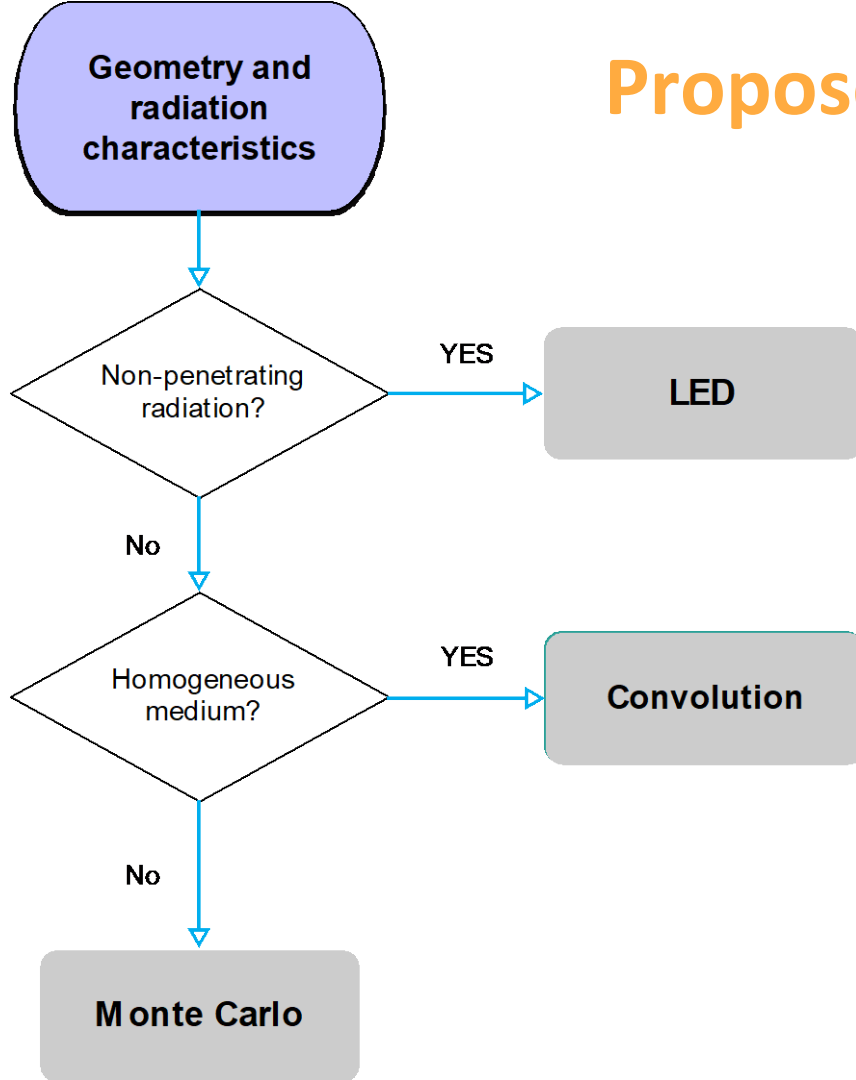 Geometry and
radiation
characteristics
Propos
Non-penetrating
radiation?
YES
LED
No
Homogeneous
medium?
YES
Convolution
No
Monte Carlo